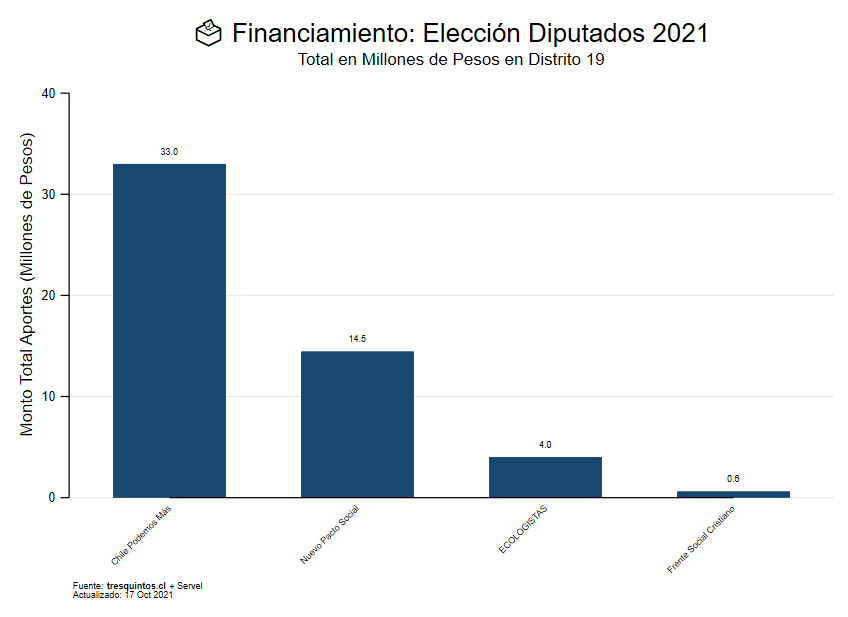 🗳 Financiamiento: Elección Diputados 2021
Total en Millones de Pesos en Distrito 19
Monto Total Aportes (Millones de Pesos)
40
30
20
10
0
33.0
14.5
4.0
0.6
Chile Podemos Más
Nuevo Pacto Social
ECOLOGISTAS
Frente Social Cristiano
Fuente: tresquintos.cl + Servel
Actualizado: 17 Oct 2021